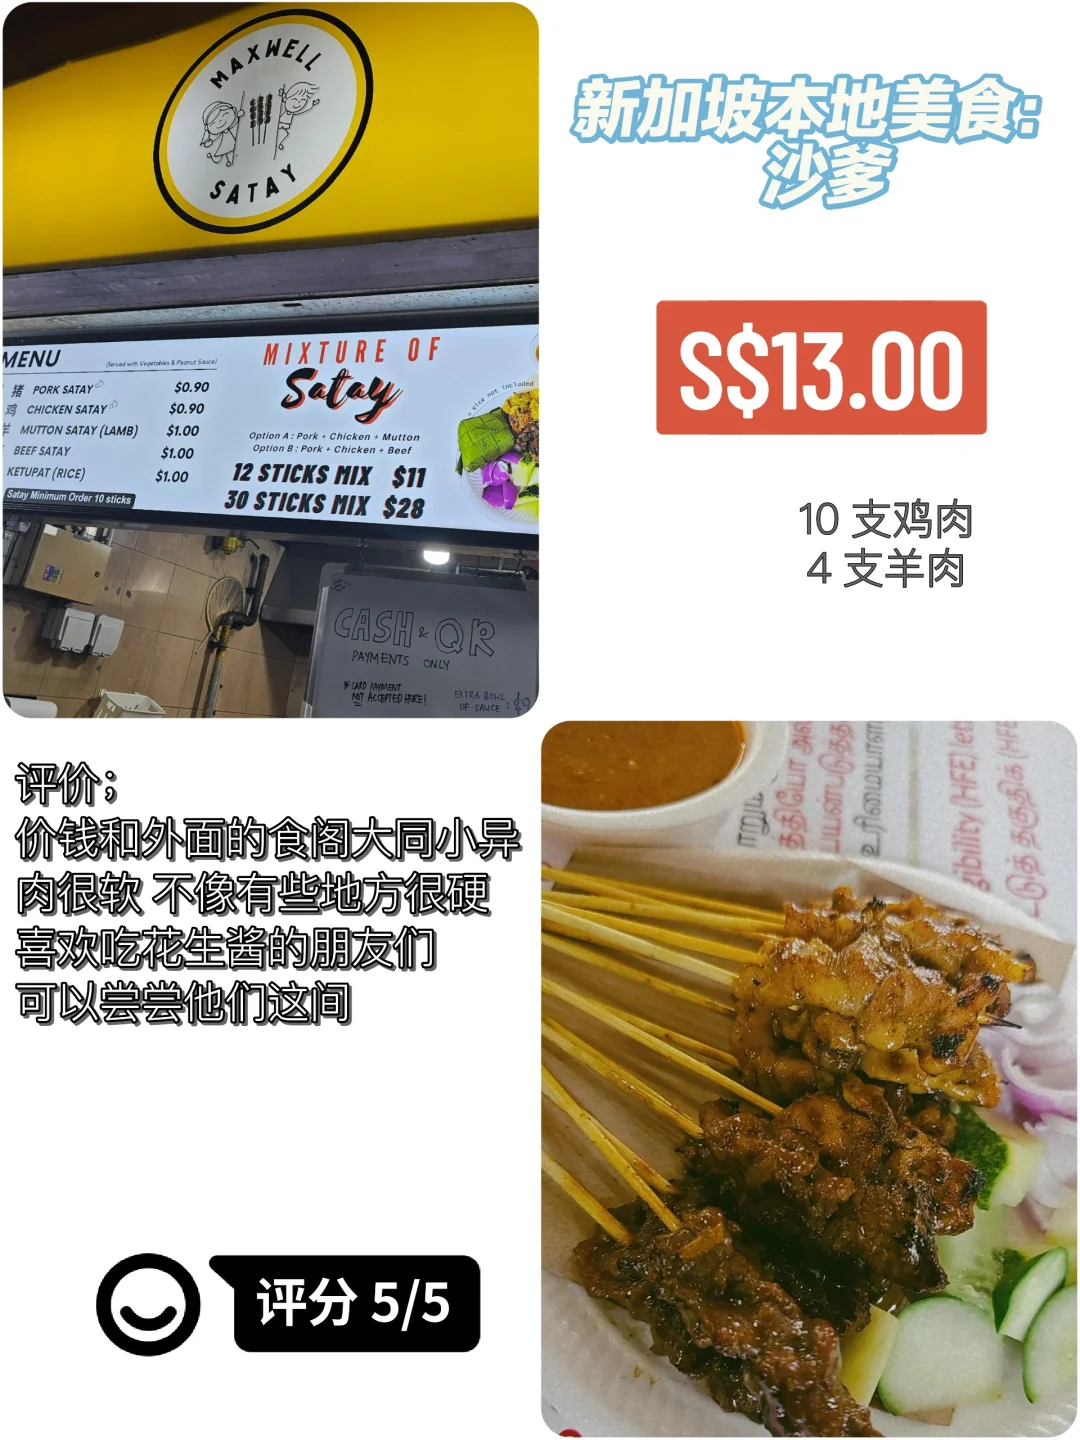 MAXWELL
SATAY
新加坡本地美食:
沙爹
S$13.00
10 支鸡肉
4 支羊肉
MENU
(Served with Vegetables & Peanut Sauce)
猪 PORK SATAY $0.90
鸡 CHICKEN SATAY $0.90
羊 MUTTON SATAY (LAMB) $1.00
BEEF SATAY $1.00
KETUPAT (RICE) $1.00
Satay Minimum Order 10 sticks
MIXTURE OF
Satay
Option A : Pork + Chicken + Mutton
Option B : Pork + Chicken + Beef
12 STICKS MIX $11
30 STICKS MIX $28
Rice not included
CASH & QR
PAYMENTS ONLY
* CARD PAYMENT
NOT ACCEPTED HERE!
EXTRA BOWL
OF SAUCE :
评价；
价钱和外面的食阁大同小异
肉很软 不像有些地方很硬
喜欢吃花生酱的朋友们
可以尝尝他们这间
评分 5/5
gibility (HFE) let